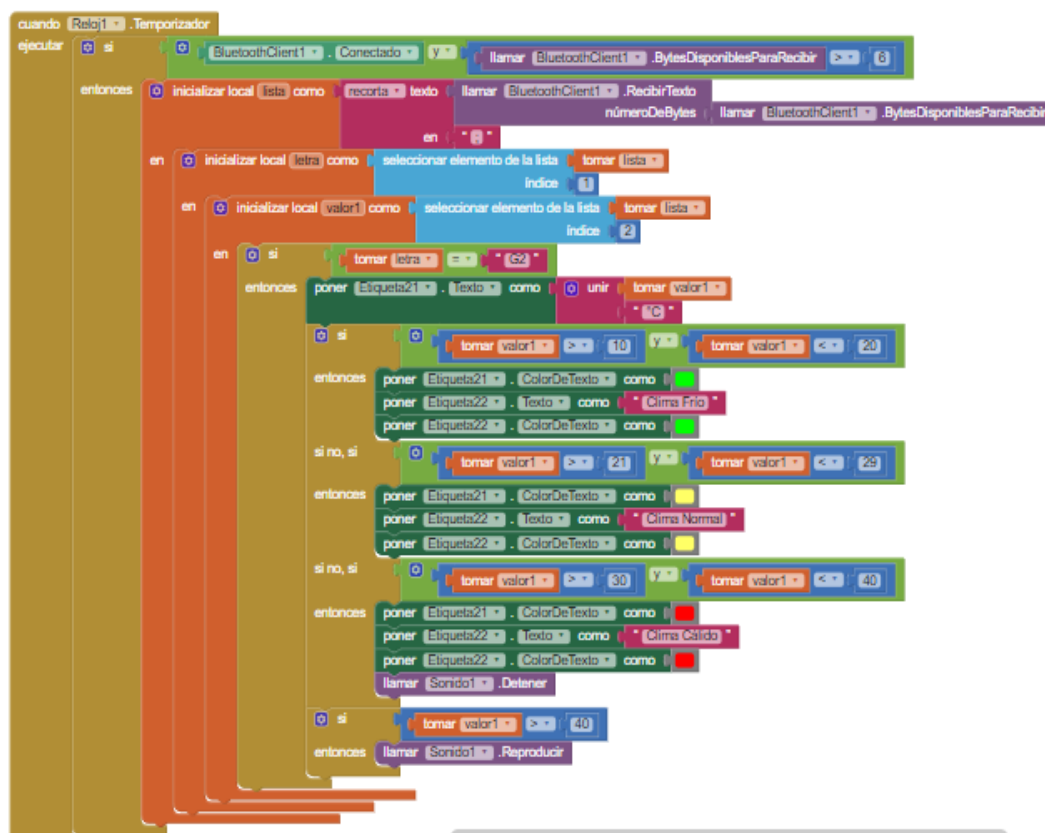 cuando Reloj1 .Temporizador
ejecutar si BluetoothClient1 . Conectado y llamar BluetoothClient1 .BytesDisponiblesParaRecibir > 6
entonces inicializar local lista como recorta texto llamar BluetoothClient1 .RecibirTexto
númeroDeBytes llamar BluetoothClient1 .BytesDisponiblesParaRecibir
en " "
en inicializar local letra como seleccionar elemento de la lista tomar lista
índice 1
en inicializar local valor1 como seleccionar elemento de la lista tomar lista
índice 2
en si tomar letra = " G2 "
entonces poner Etiqueta21 . Texto como unir tomar valor1
" °C "
si tomar valor1 > 10 y tomar valor1 < 20
entonces poner Etiqueta21 . ColorDeTexto como
poner Etiqueta22 . Texto como " Clima Frío "
poner Etiqueta22 . ColorDeTexto como
si no, si tomar valor1 > 21 y tomar valor1 < 29
entonces poner Etiqueta21 . ColorDeTexto como
poner Etiqueta22 . Texto como " Clima Normal "
poner Etiqueta22 . ColorDeTexto como
si no, si tomar valor1 > 30 y tomar valor1 < 40
entonces poner Etiqueta21 . ColorDeTexto como
poner Etiqueta22 . Texto como " Clima Cálido "
poner Etiqueta22 . ColorDeTexto como
llamar Sonido1 .Detener
si tomar valor1 > 40
entonces llamar Sonido1 .Reproducir